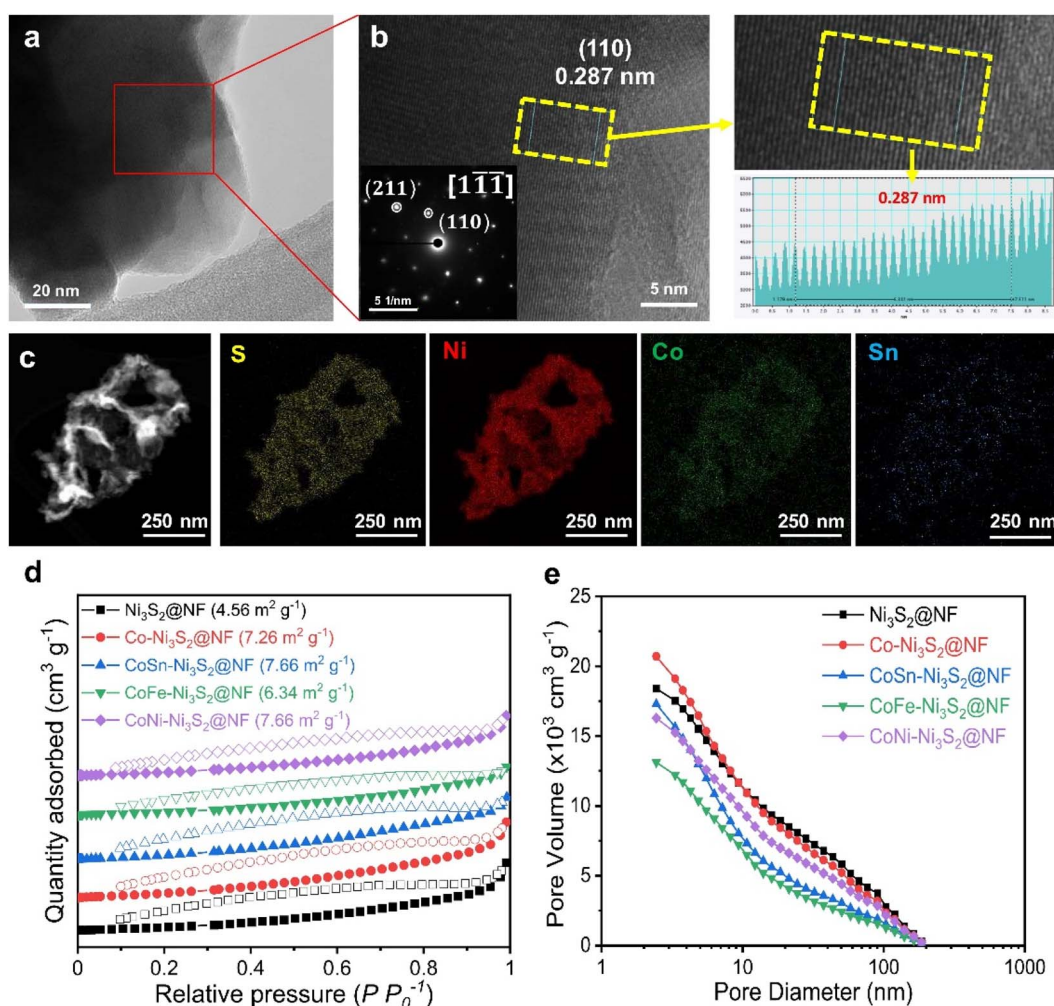 a
20 nm
b
(110)
0.287 nm
(211)
[11̅1̅]
(110)
5 1/nm
5 nm
0.287 nm
c
250 nm
S
250 nm
Ni
250 nm
Co
250 nm
Sn
250 nm
d
Ni₃S₂@NF (4.56 m² g⁻¹)
Co-Ni₃S₂@NF (7.26 m² g⁻¹)
CoSn-Ni₃S₂@NF (7.66 m² g⁻¹)
CoFe-Ni₃S₂@NF (6.34 m² g⁻¹)
CoNi-Ni₃S₂@NF (7.66 m² g⁻¹)
Quantity adsorbed (cm³ g⁻¹)
0 0.2 0.4 0.6 0.8 1
Relative pressure (P P₀⁻¹)
e
Ni₃S₂@NF
Co-Ni₃S₂@NF
CoSn-Ni₃S₂@NF
CoFe-Ni₃S₂@NF
CoNi-Ni₃S₂@NF
Pore Volume (x10³ cm³ g⁻¹)
25
20
15
10
5
0
1 10 100 1000
Pore Diameter (nm)